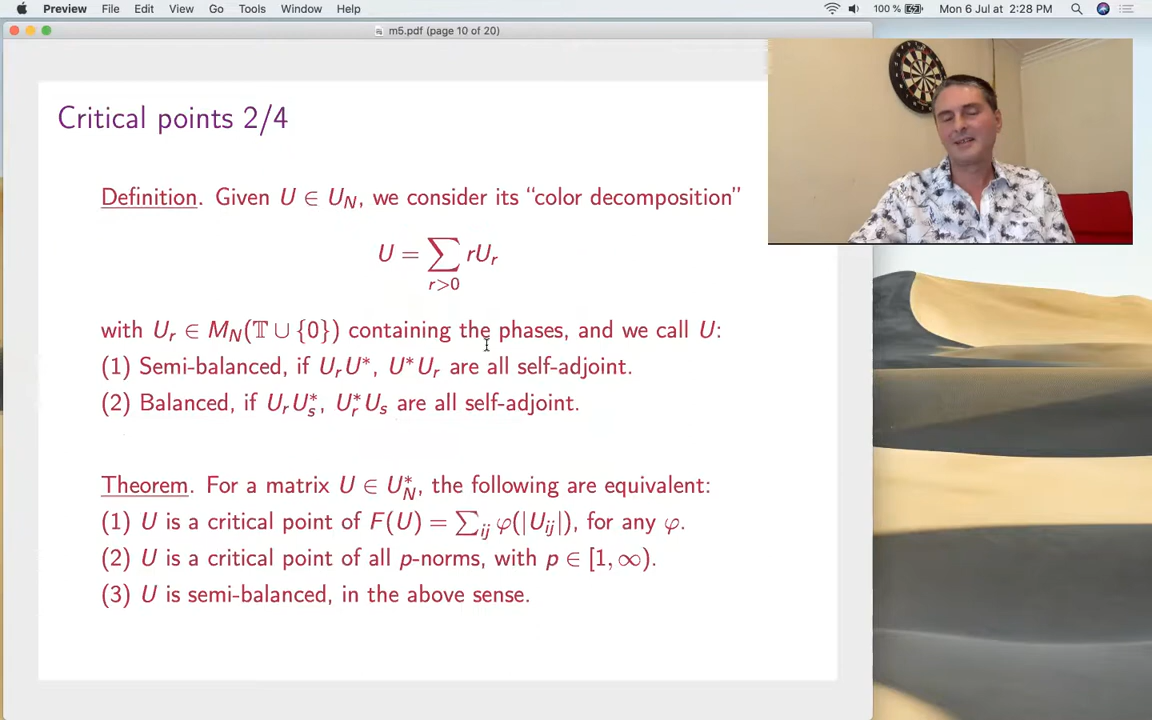 Preview File Edit View Go Tools Window Help 100 % Mon 6 Jul at 2:28 PM
m5.pdf (page 10 of 20)
Critical points 2/4
Definition. Given U ∈ U_N, we consider its “color decomposition”
U = ∑_{r>0} rU_r
with U_r ∈ M_N(𝕋 ∪ {0}) containing the phases, and we call U:
(1) Semi-balanced, if U_rU*, U*U_r are all self-adjoint.
(2) Balanced, if U_rU_s*, U_r*U_s are all self-adjoint.
Theorem. For a matrix U ∈ U_N*, the following are equivalent:
(1) U is a critical point of F(U) = ∑_{ij} φ(|U_{ij}|), for any φ.
(2) U is a critical point of all p-norms, with p ∈ [1, ∞).
(3) U is semi-balanced, in the above sense.